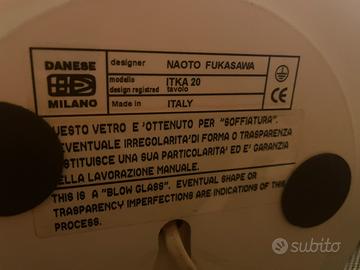 DANESE
MILANO
designer NAOTO FUKASAWA
modello ITKA 20
design registred tavolo
Made in ITALY
CE
UESTO VETRO E 'OTTENUTO PER "SOFFIATURA".
EVENTUALE IRREGOLARITA'DI FORMA O TRASPARENZA
STITUISCE UNA SUA PARTICOLARITA' ED E' GARANZIA
ELLA LAVORAZIONE MANUALE.
THIS IS A "BLOW GLASS". EVENTUAL SHAPE OR
TRASPARENCY IMPERFECTIONS ARE INDICATIONS OF THIS
PROCESS.
subito